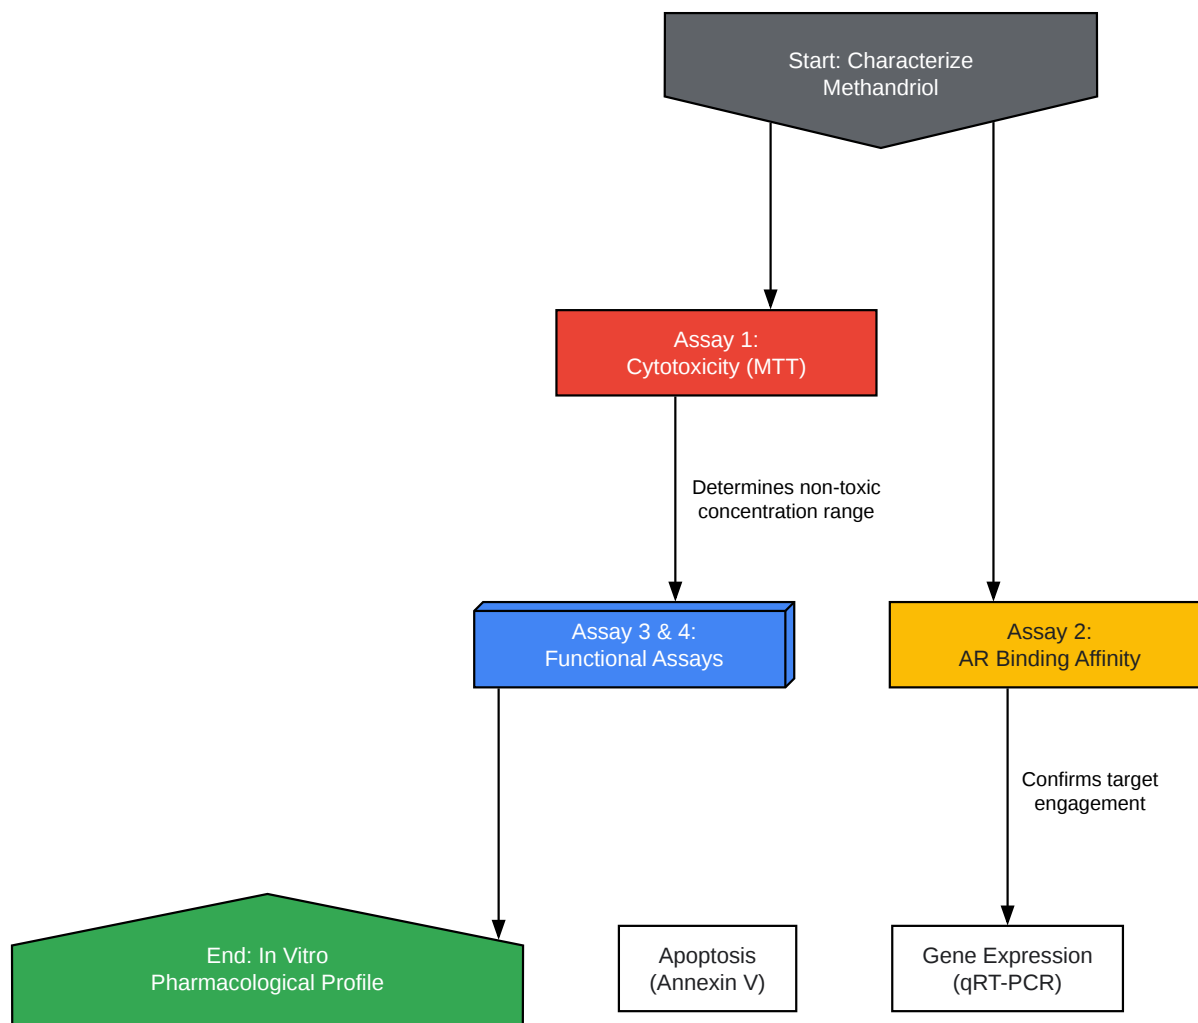 Start: Characterize
Methandriol
Assay 1:
Cytotoxicity (MTT)
Determines non-toxic
concentration range
Assay 3 & 4:
Functional Assays
Assay 2:
AR Binding Affinity
Confirms target
engagement
End: In Vitro
Pharmacological Profile
Apoptosis
(Annexin V)
Gene Expression
(qRT-PCR)